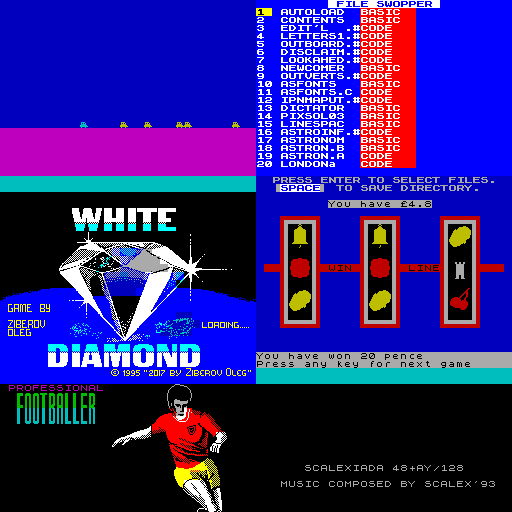 FILE SWOPPER
1 AUTOLOAD BASIC
2 CONTENTS BASIC
3 EDIT'L .#CODE
4 LETTERS1.#CODE
5 OUTBOARD.#CODE
6 DISCLAIM.#CODE
7 LOOKAHED.#CODE
8 NEWCOMER BASIC
9 OUTVERTS.#CODE
10 ASFONTS BASIC
11 ASFONTS.C CODE
12 IPNMAPUT.#CODE
13 DICTATOR BASIC
14 PIXSOLO3 BASIC
15 LINESPAC BASIC
16 ASTROINF.#CODE
17 ASTRONOM BASIC
18 ASTRON.B CODE
19 ASTRON.A CODE
20 LONDONa CODE
PRESS ENTER TO SELECT FILES.
SPACE TO SAVE DIRECTORY.
WHITE
DIAMOND
GAME BY
ZIBEROV
OLEG
LOADING.....
© 1995 "2017 BY ZIBEROV OLEG"
You have £4.8
WIN LINE
You have won 20 pence
Press any key for next game
PROFESSIONAL
FOOTBALLER
SCALEXIADA 48+AY/128
MUSIC COMPOSED BY SCALEX'93